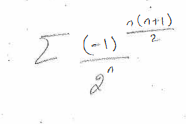 Σ (-1)^(n(n+1)/2) / 2^n